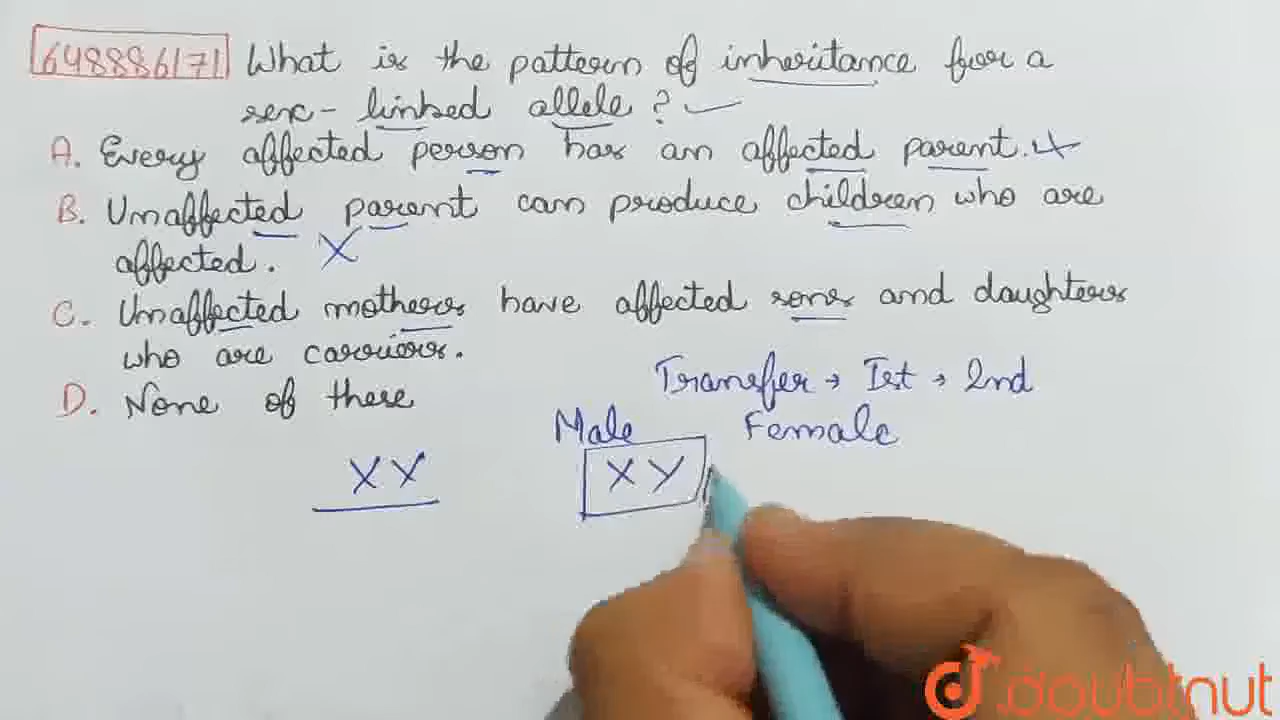 648886171 What is the pattern of inheritance for a
sex-linked allele?
A. Every affected person has an affected parent. X
B. Unaffected parent can produce children who are
affected. X
C. Unaffected mothers have affected sons and daughters
who are carriers.
D. None of these
Transfer → Ist → 2nd
Male Female
XX XY
doubtnut